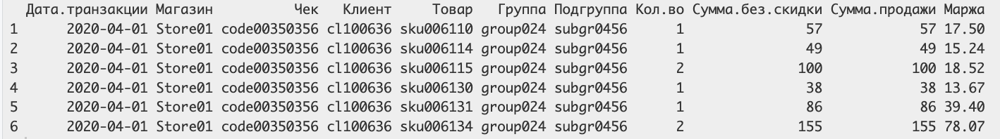 Дата.транзакции Магазин Чек Клиент Товар Группа Подгруппа Кол.во Сумма.без.скидки Сумма.продажи Маржа
1 2020-04-01 Store01 code00350356 cl100636 sku006110 group024 subgr0456 1 57 57 17.50
2 2020-04-01 Store01 code00350356 cl100636 sku006114 group024 subgr0456 1 49 49 15.24
3 2020-04-01 Store01 code00350356 cl100636 sku006115 group024 subgr0456 2 100 100 18.52
4 2020-04-01 Store01 code00350356 cl100636 sku006130 group024 subgr0456 1 38 38 13.67
5 2020-04-01 Store01 code00350356 cl100636 sku006131 group024 subgr0456 1 86 86 39.40
6 2020-04-01 Store01 code00350356 cl100636 sku006134 group024 subgr0456 2 155 155 78.07